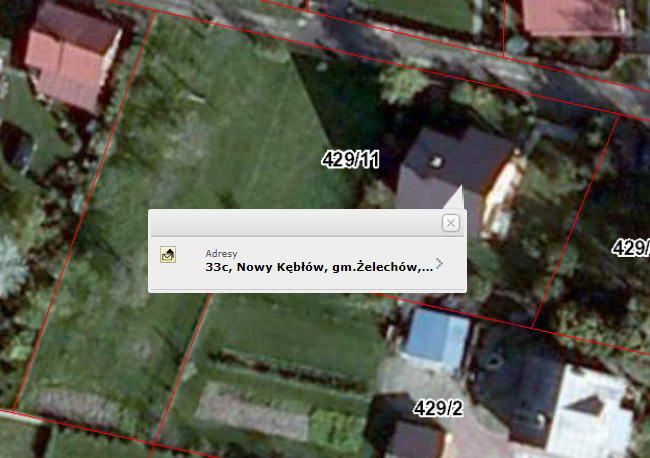 429/11
429/
Adresy
33c, Nowy Kębłów, gm.Żelechów,...
429/2